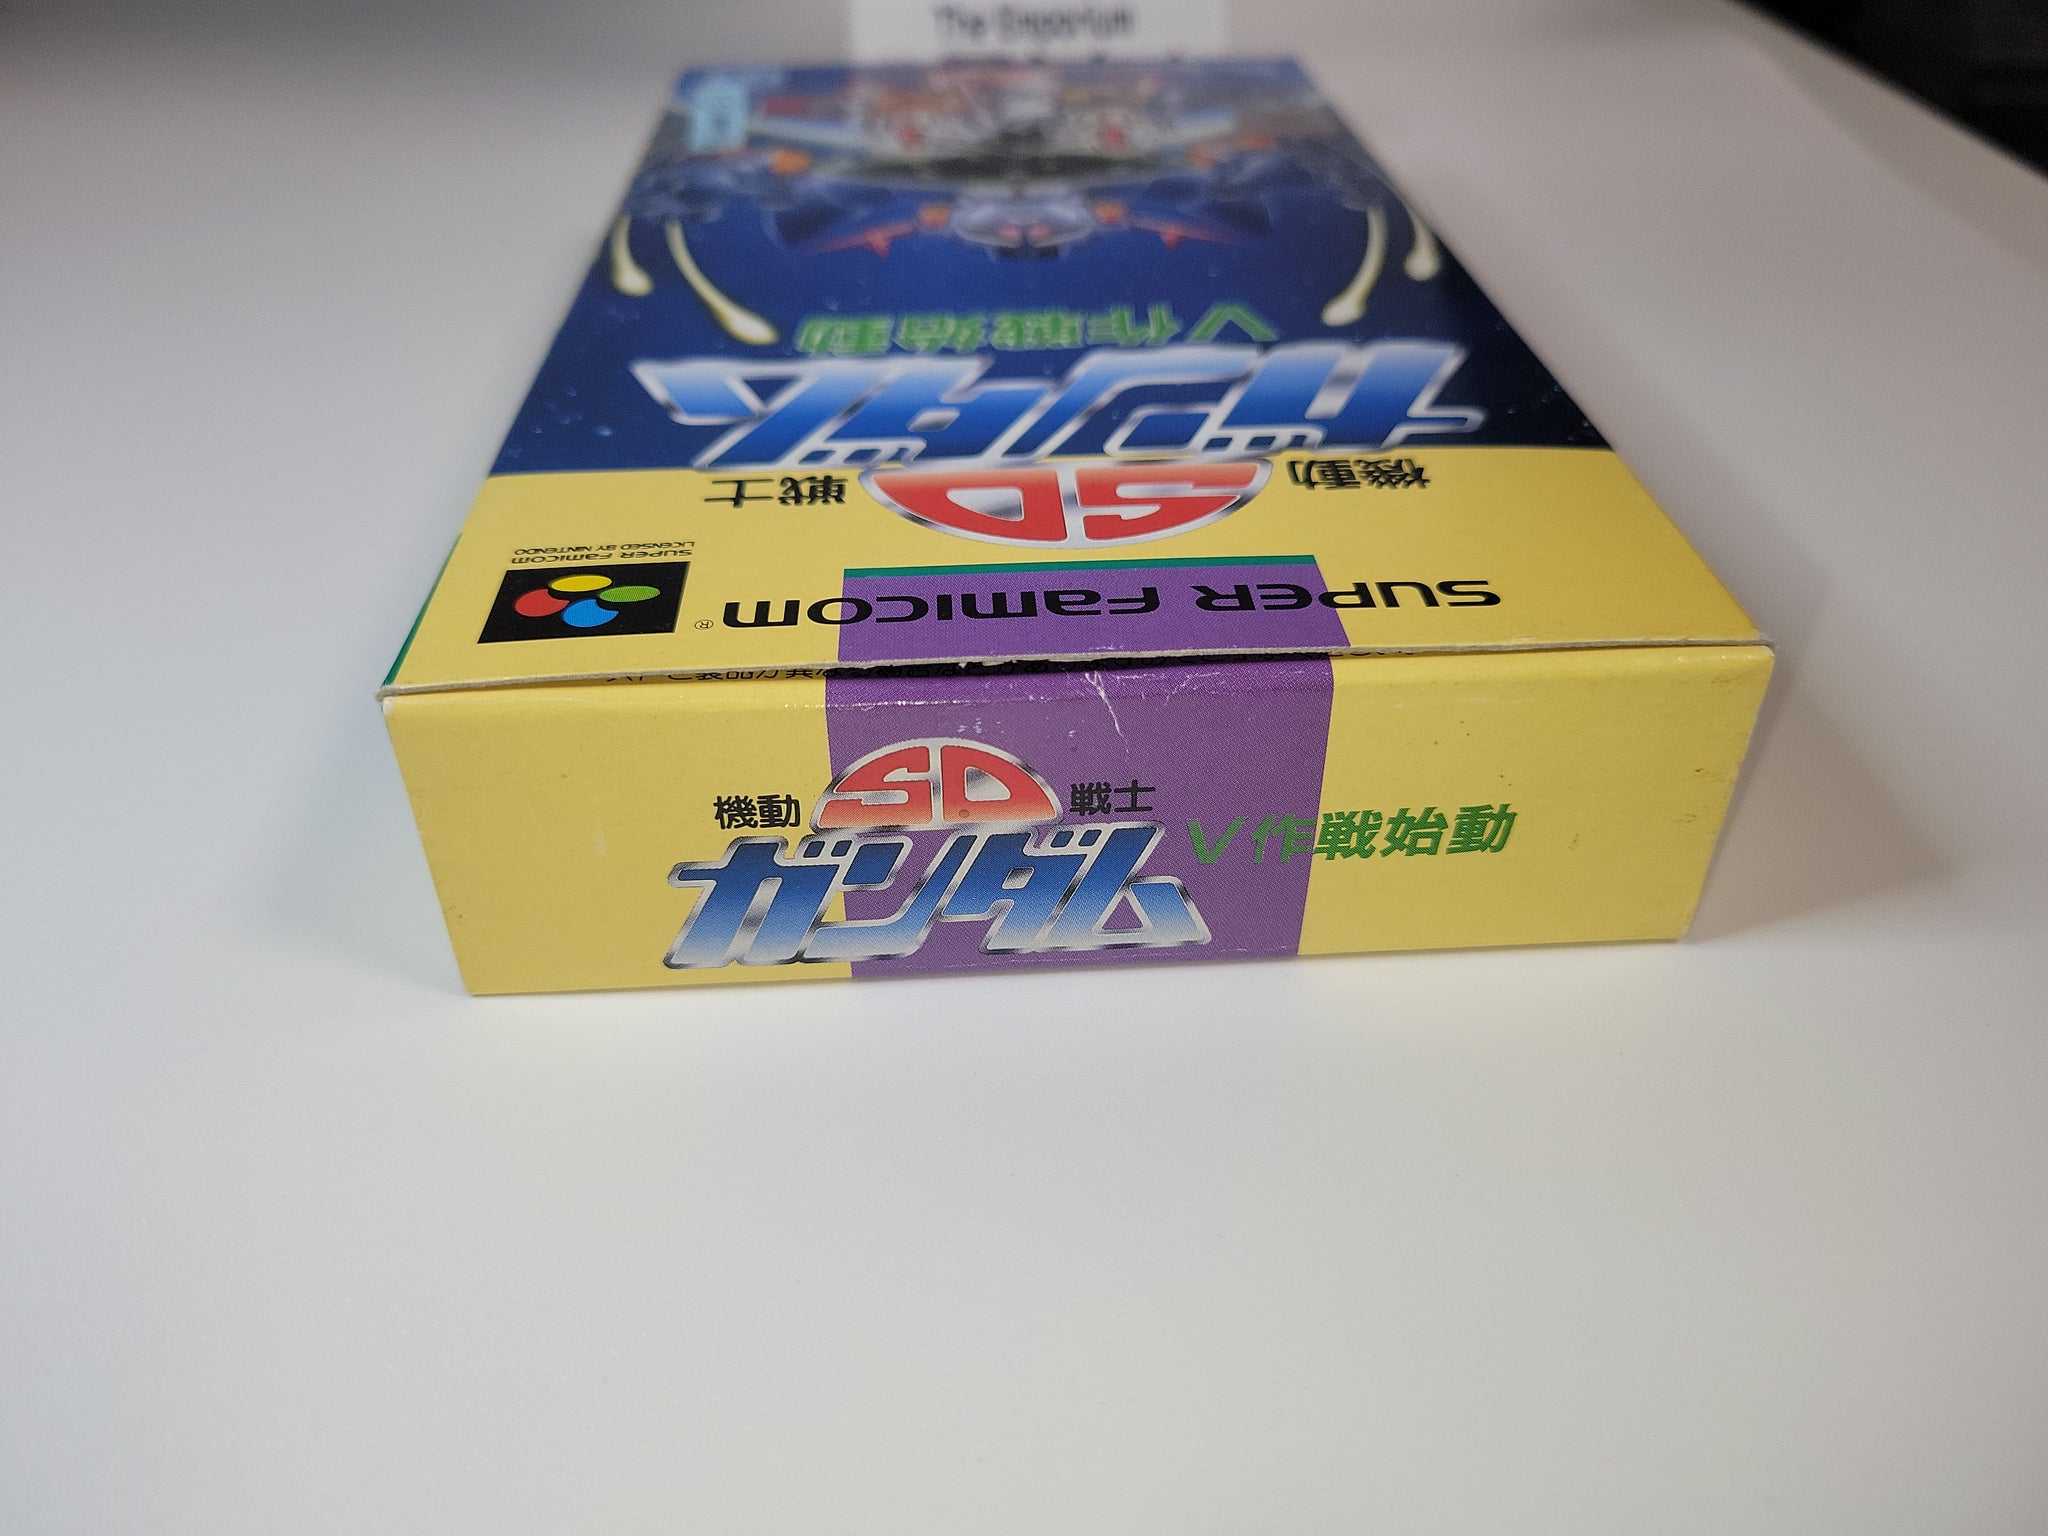 The Emporium
V作戦始動
ガンダム
機動 SD 戦士
SUPER Famicom
LICENSED BY NINTENDO
SUPER Famicom®
機動 SD 戦士
ガンダム
V作戦始動